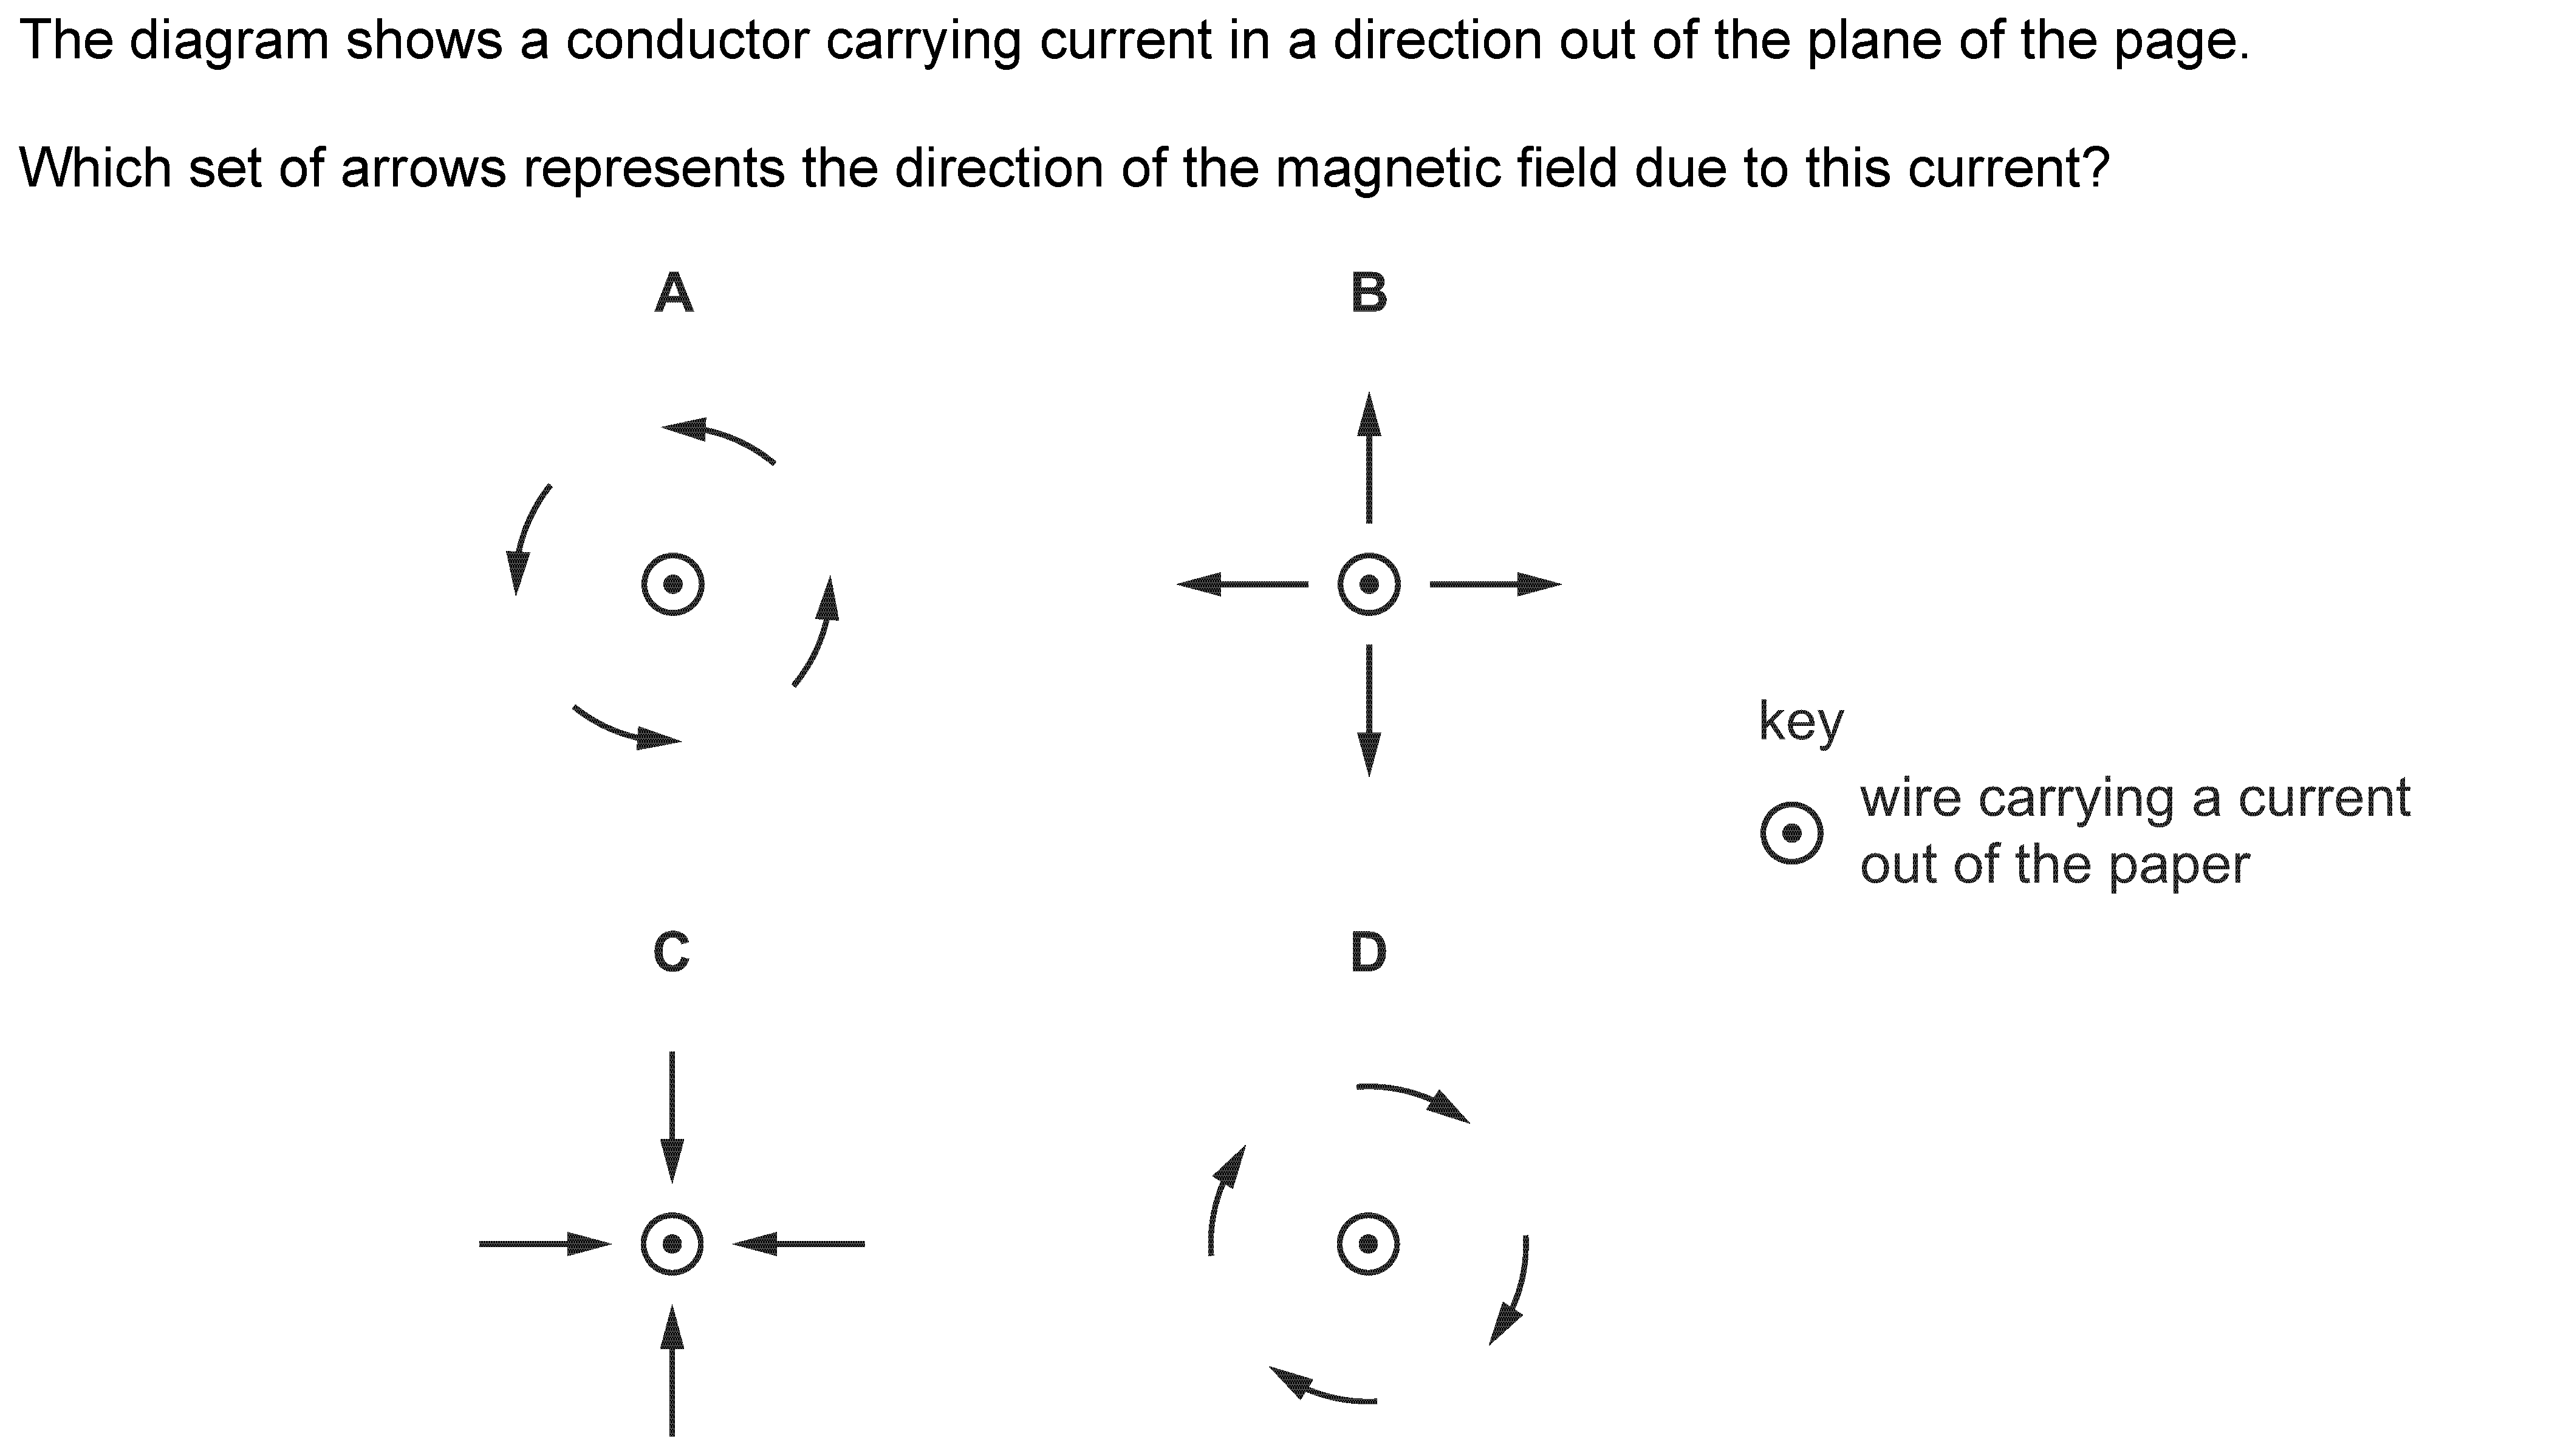 The diagram shows a conductor carrying current in a direction out of the plane of the page.
Which set of arrows represents the direction of the magnetic field due to this current?
A
B
key
wire carrying a current
out of the paper
C
D